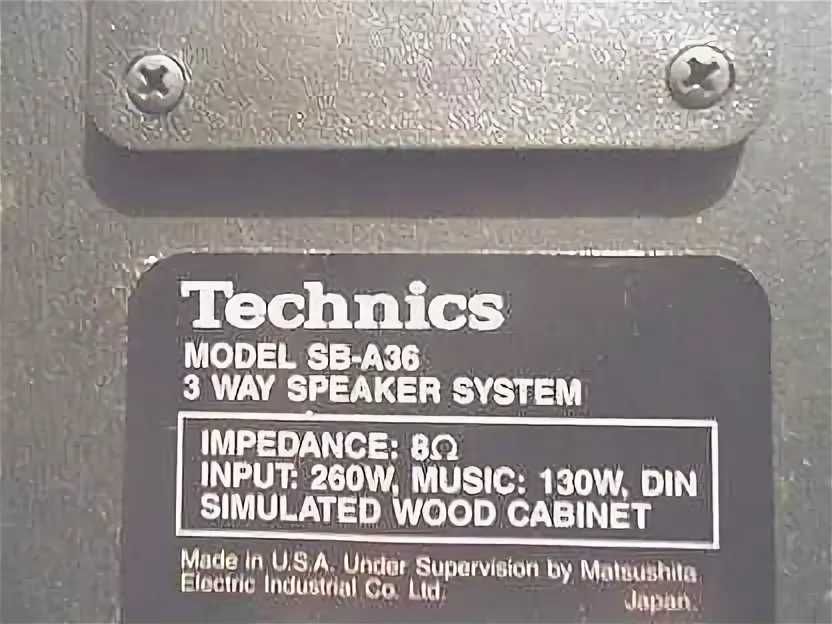 Technics
MODEL SB-A36
3 WAY SPEAKER SYSTEM
IMPEDANCE: 8Ω
INPUT: 260W, MUSIC: 130W, DIN
SIMULATED WOOD CABINET
Made in U.S.A. Under Supervision by Matsushita
Electric Industrial Co. Ltd.
Japan.